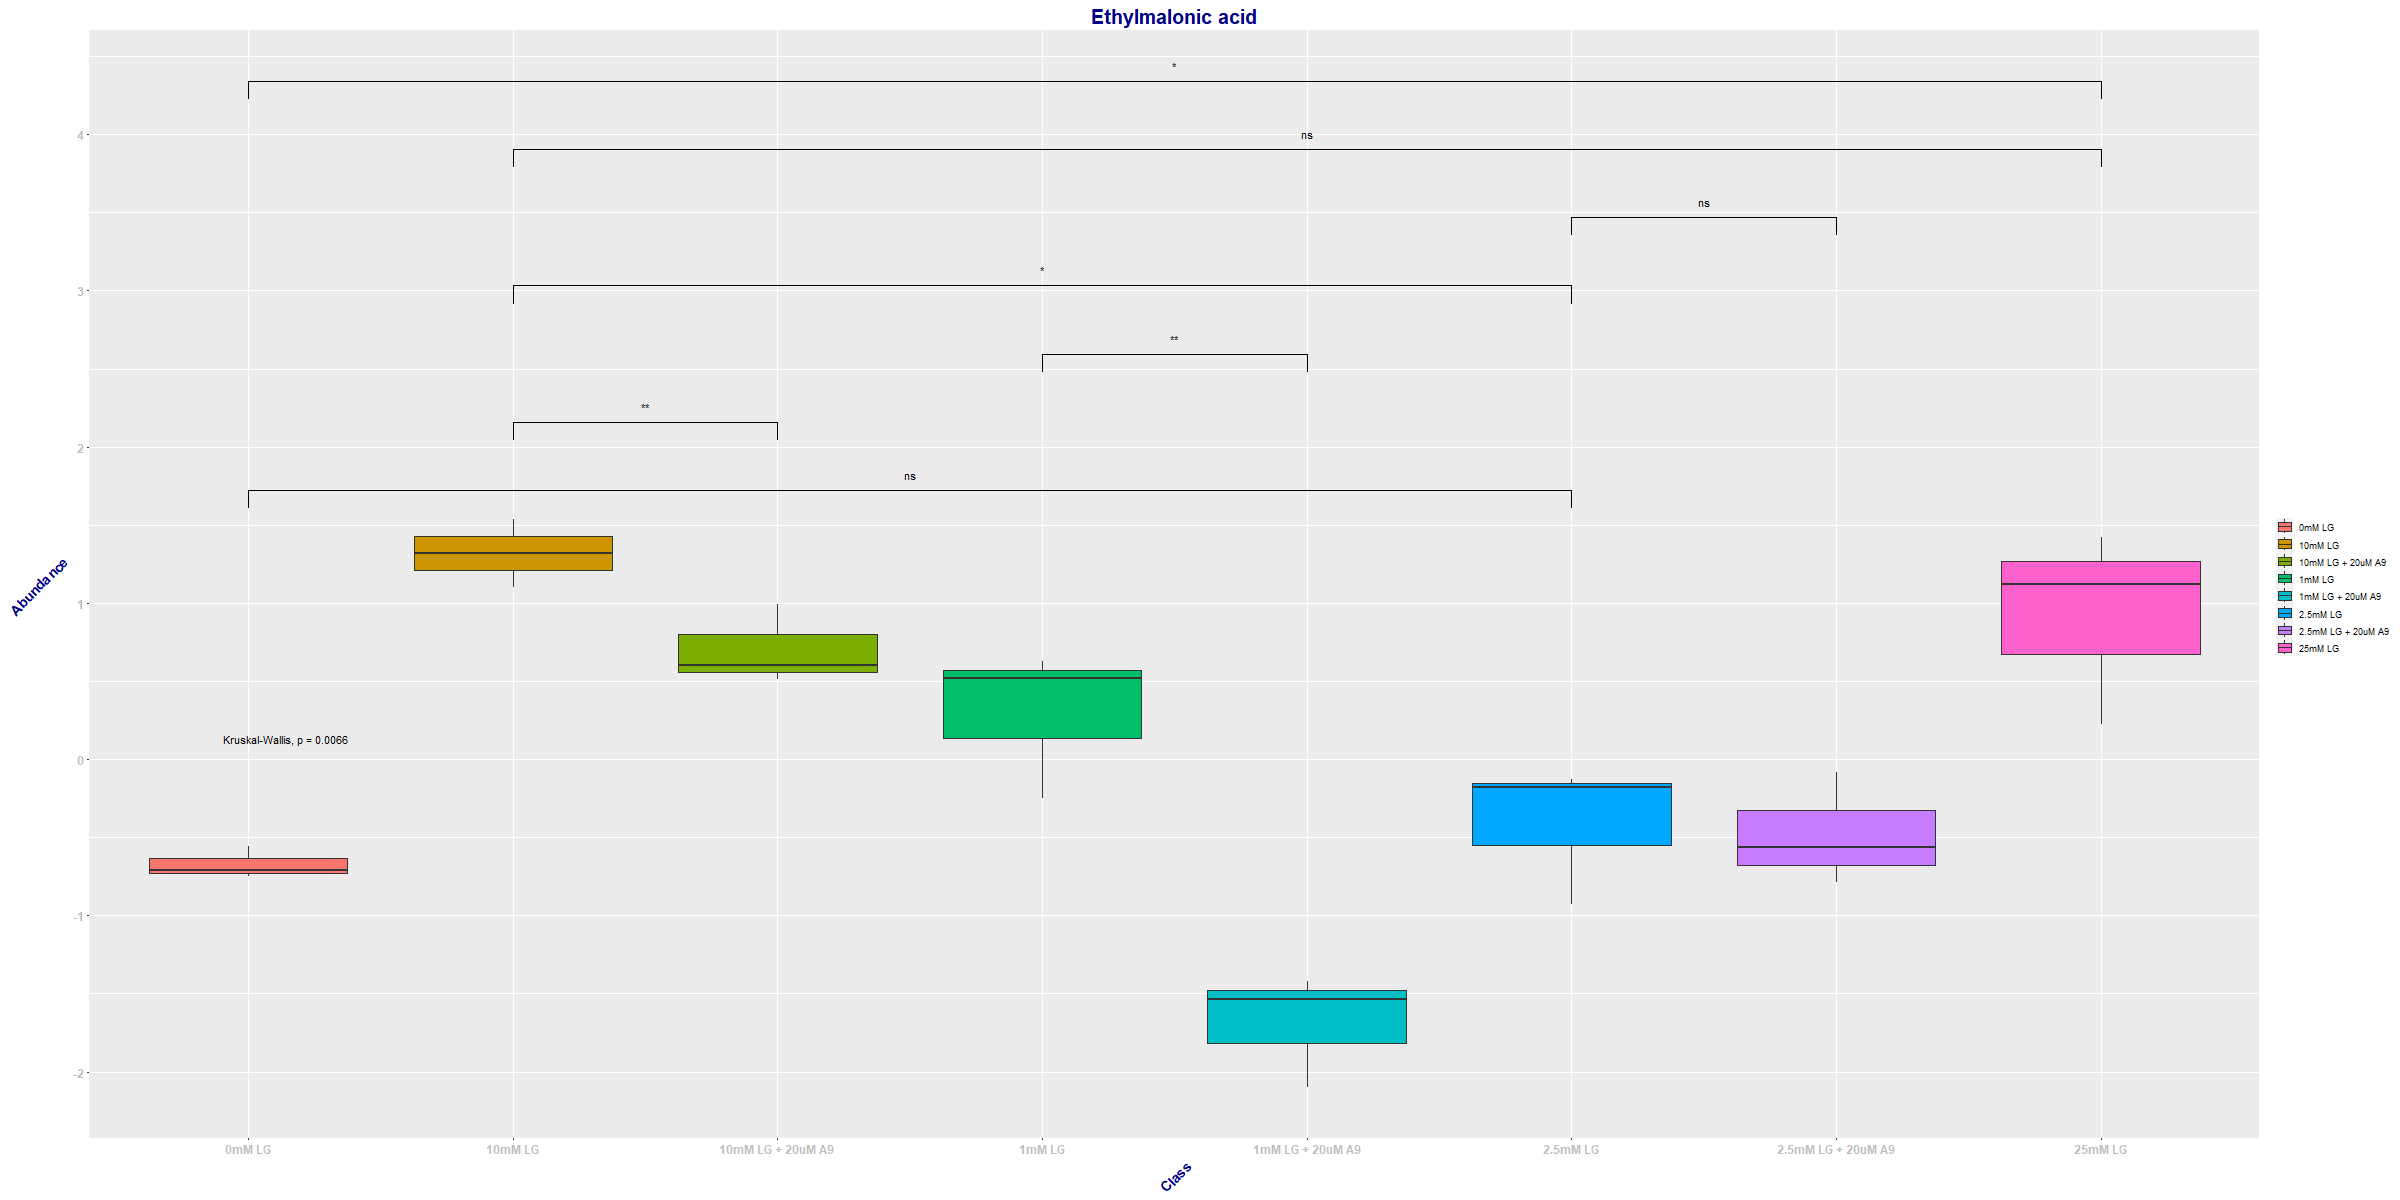 Ethylmalonic acid
*
4
ns
ns
3
*
**
**
2
ns
1
Kruskal-Wallis, p = 0.0066
0
-1
-2
Abundance
0mM LG
10mM LG
10mM LG + 20uM A9
1mM LG
1mM LG + 20uM A9
2.5mM LG
2.5mM LG + 20uM A9
25mM LG
Class
0mM LG
10mM LG
10mM LG + 20uM A9
1mM LG
1mM LG + 20uM A9
2.5mM LG
2.5mM LG + 20uM A9
25mM LG